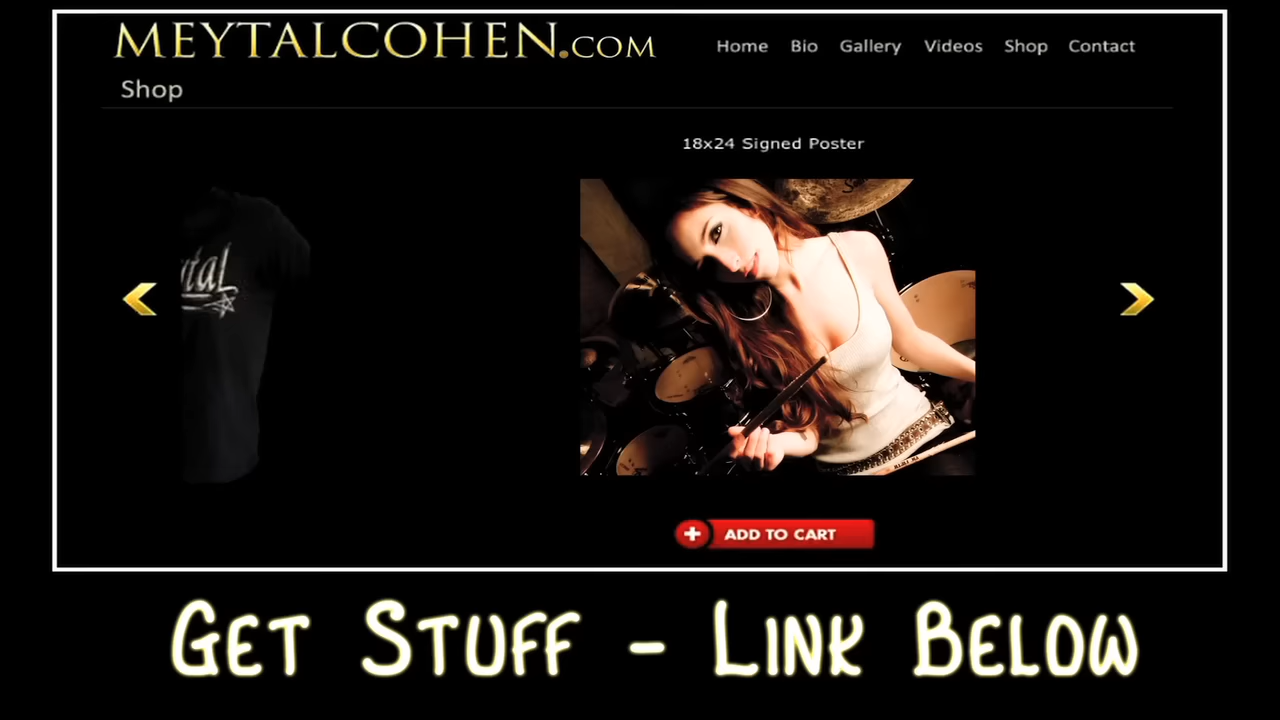 MEYTALCOHEN.COM
Home Bio Gallery Videos Shop Contact
Shop
18x24 Signed Poster
ADD TO CART
GET STUFF - LINK BELOW